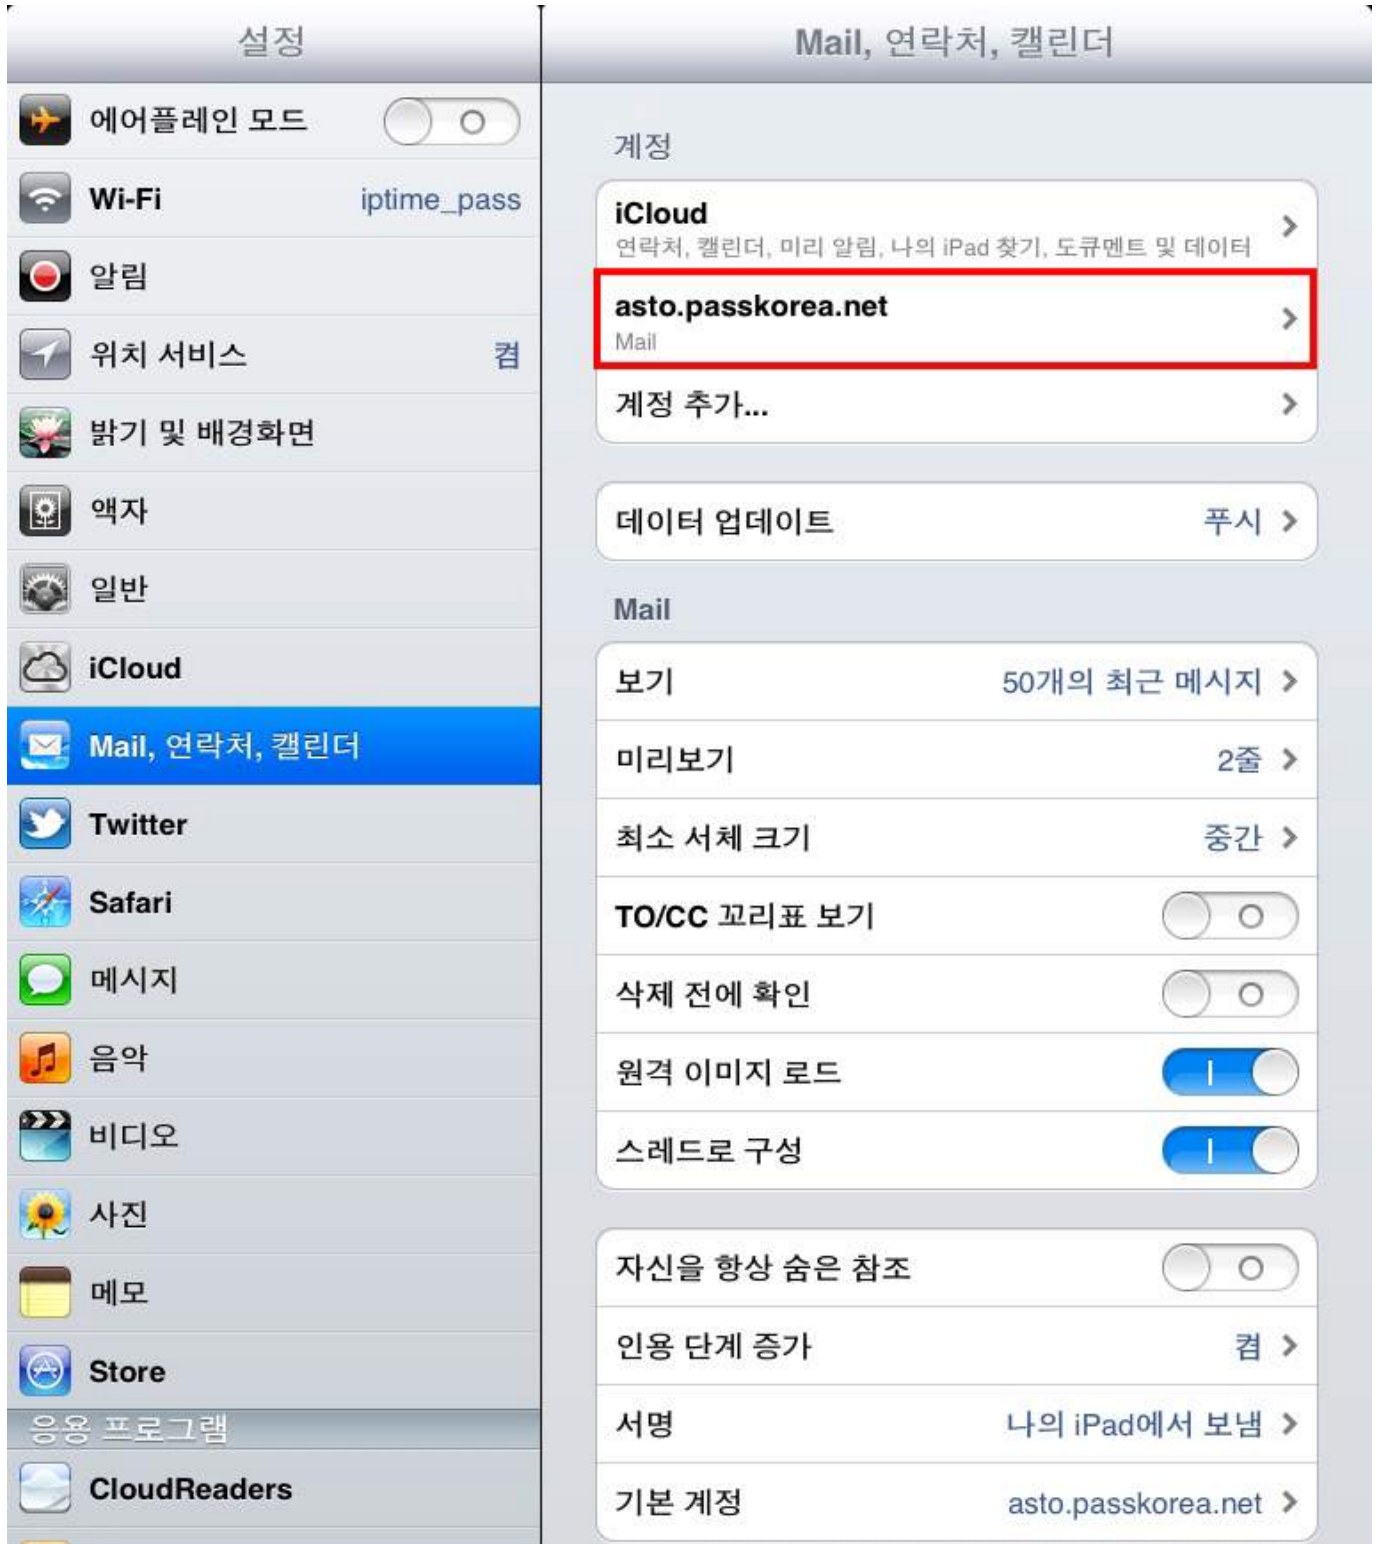 설정
에어플레인 모드
Wi-Fi iptime_pass
알림
위치 서비스 켬
밝기 및 배경화면
액자
일반
iCloud
Mail, 연락처, 캘린더
Twitter
Safari
메시지
음악
비디오
사진
메모
Store
응용 프로그램
CloudReaders
Mail, 연락처, 캘린더
계정
iCloud
연락처, 캘린더, 미리 알림, 나의 iPad 찾기, 도큐멘트 및 데이터
asto.passkorea.net
Mail
계정 추가...
데이터 업데이트 푸시
Mail
보기 50개의 최근 메시지
미리보기 2줄
최소 서체 크기 중간
TO/CC 꼬리표 보기
삭제 전에 확인
원격 이미지 로드
스레드로 구성
자신을 항상 숨은 참조
인용 단계 증가 켬
서명 나의 iPad에서 보냄
기본 계정 asto.passkorea.net